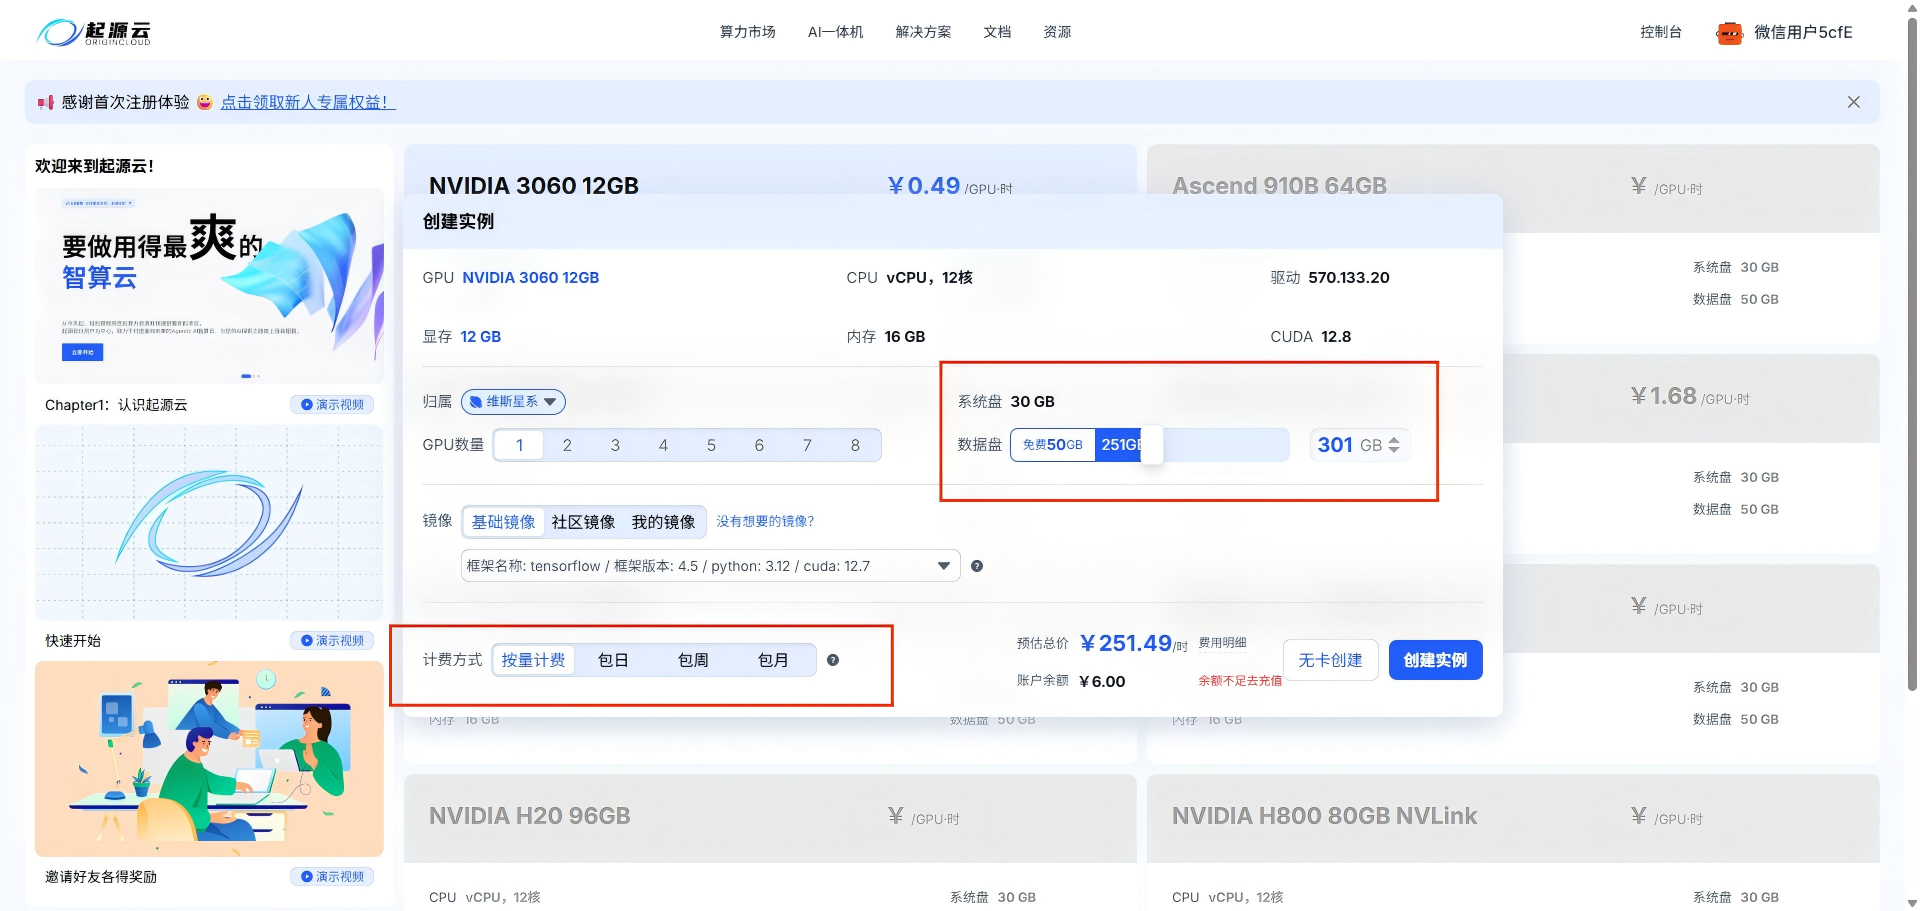 起源云
ORIGINCLOUD
算力市场
AI一体机
解决方案
文档
资源
控制台
微信用户5cfE
感谢首次注册体验
点击领取新人专属权益！
欢迎来到起源云！
要做用得最爽的
智算云
立即开始
Chapter1：认识起源云
演示视频
快速开始
演示视频
邀请好友各得奖励
演示视频
NVIDIA 3060 12GB
¥0.49 /GPU·时
Ascend 910B 64GB
¥ /GPU·时
系统盘 30 GB
数据盘 50 GB
创建实例
GPU NVIDIA 3060 12GB
CPU vCPU，12核
驱动 570.133.20
显存 12 GB
内存 16 GB
CUDA 12.8
归属 维斯星系
系统盘 30 GB
GPU数量 1 2 3 4 5 6 7 8
数据盘 免费50GB 251GB 301 GB
镜像 基础镜像 社区镜像 我的镜像 没有想要的镜像?
框架名称: tensorflow / 框架版本: 4.5 / python: 3.12 / cuda: 12.7
计费方式 按量计费 包日 包周 包月
预估总价 ¥251.49/时 费用明细
账户余额 ¥6.00 余额不足去充值
无卡创建
创建实例
¥1.68 /GPU·时
系统盘 30 GB
数据盘 50 GB
¥ /GPU·时
系统盘 30 GB
数据盘 50 GB
内存 16 GB
数据盘 50 GB
内存 16 GB
NVIDIA H20 96GB
¥ /GPU·时
NVIDIA H800 80GB NVLink
¥ /GPU·时
CPU vCPU，12核
系统盘 30 GB
CPU vCPU，12核
系统盘 30 GB